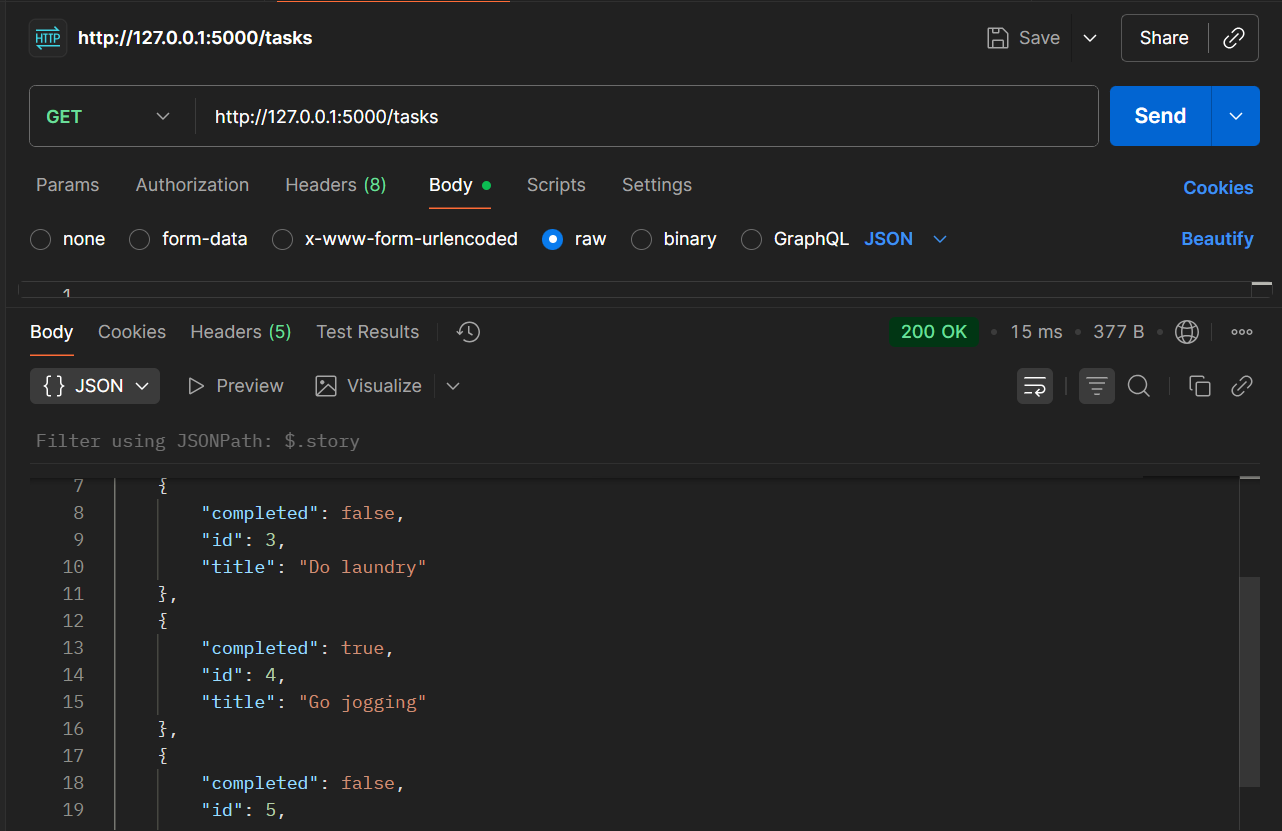 HTTP http://127.0.0.1:5000/tasks Save Share
GET http://127.0.0.1:5000/tasks Send
Params Authorization Headers (8) Body Scripts Settings Cookies
none form-data x-www-form-urlencoded raw binary GraphQL JSON Beautify
1
Body Cookies Headers (5) Test Results 200 OK • 15 ms • 377 B •
{} JSON Preview Visualize
Filter using JSONPath: $.story
7 {
8 "completed": false,
9 "id": 3,
10 "title": "Do laundry"
11 },
12 {
13 "completed": true,
14 "id": 4,
15 "title": "Go jogging"
16 },
17 {
18 "completed": false,
19 "id": 5,